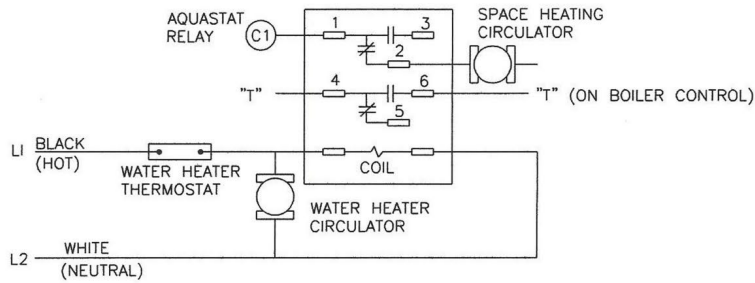 AQUASTAT
RELAY
C1
1
3
2
SPACE HEATING
CIRCULATOR
"T"
4
6
5
"T" (ON BOILER CONTROL)
L1
BLACK
(HOT)
WATER HEATER
THERMOSTAT
COIL
WATER HEATER
CIRCULATOR
L2
WHITE
(NEUTRAL)